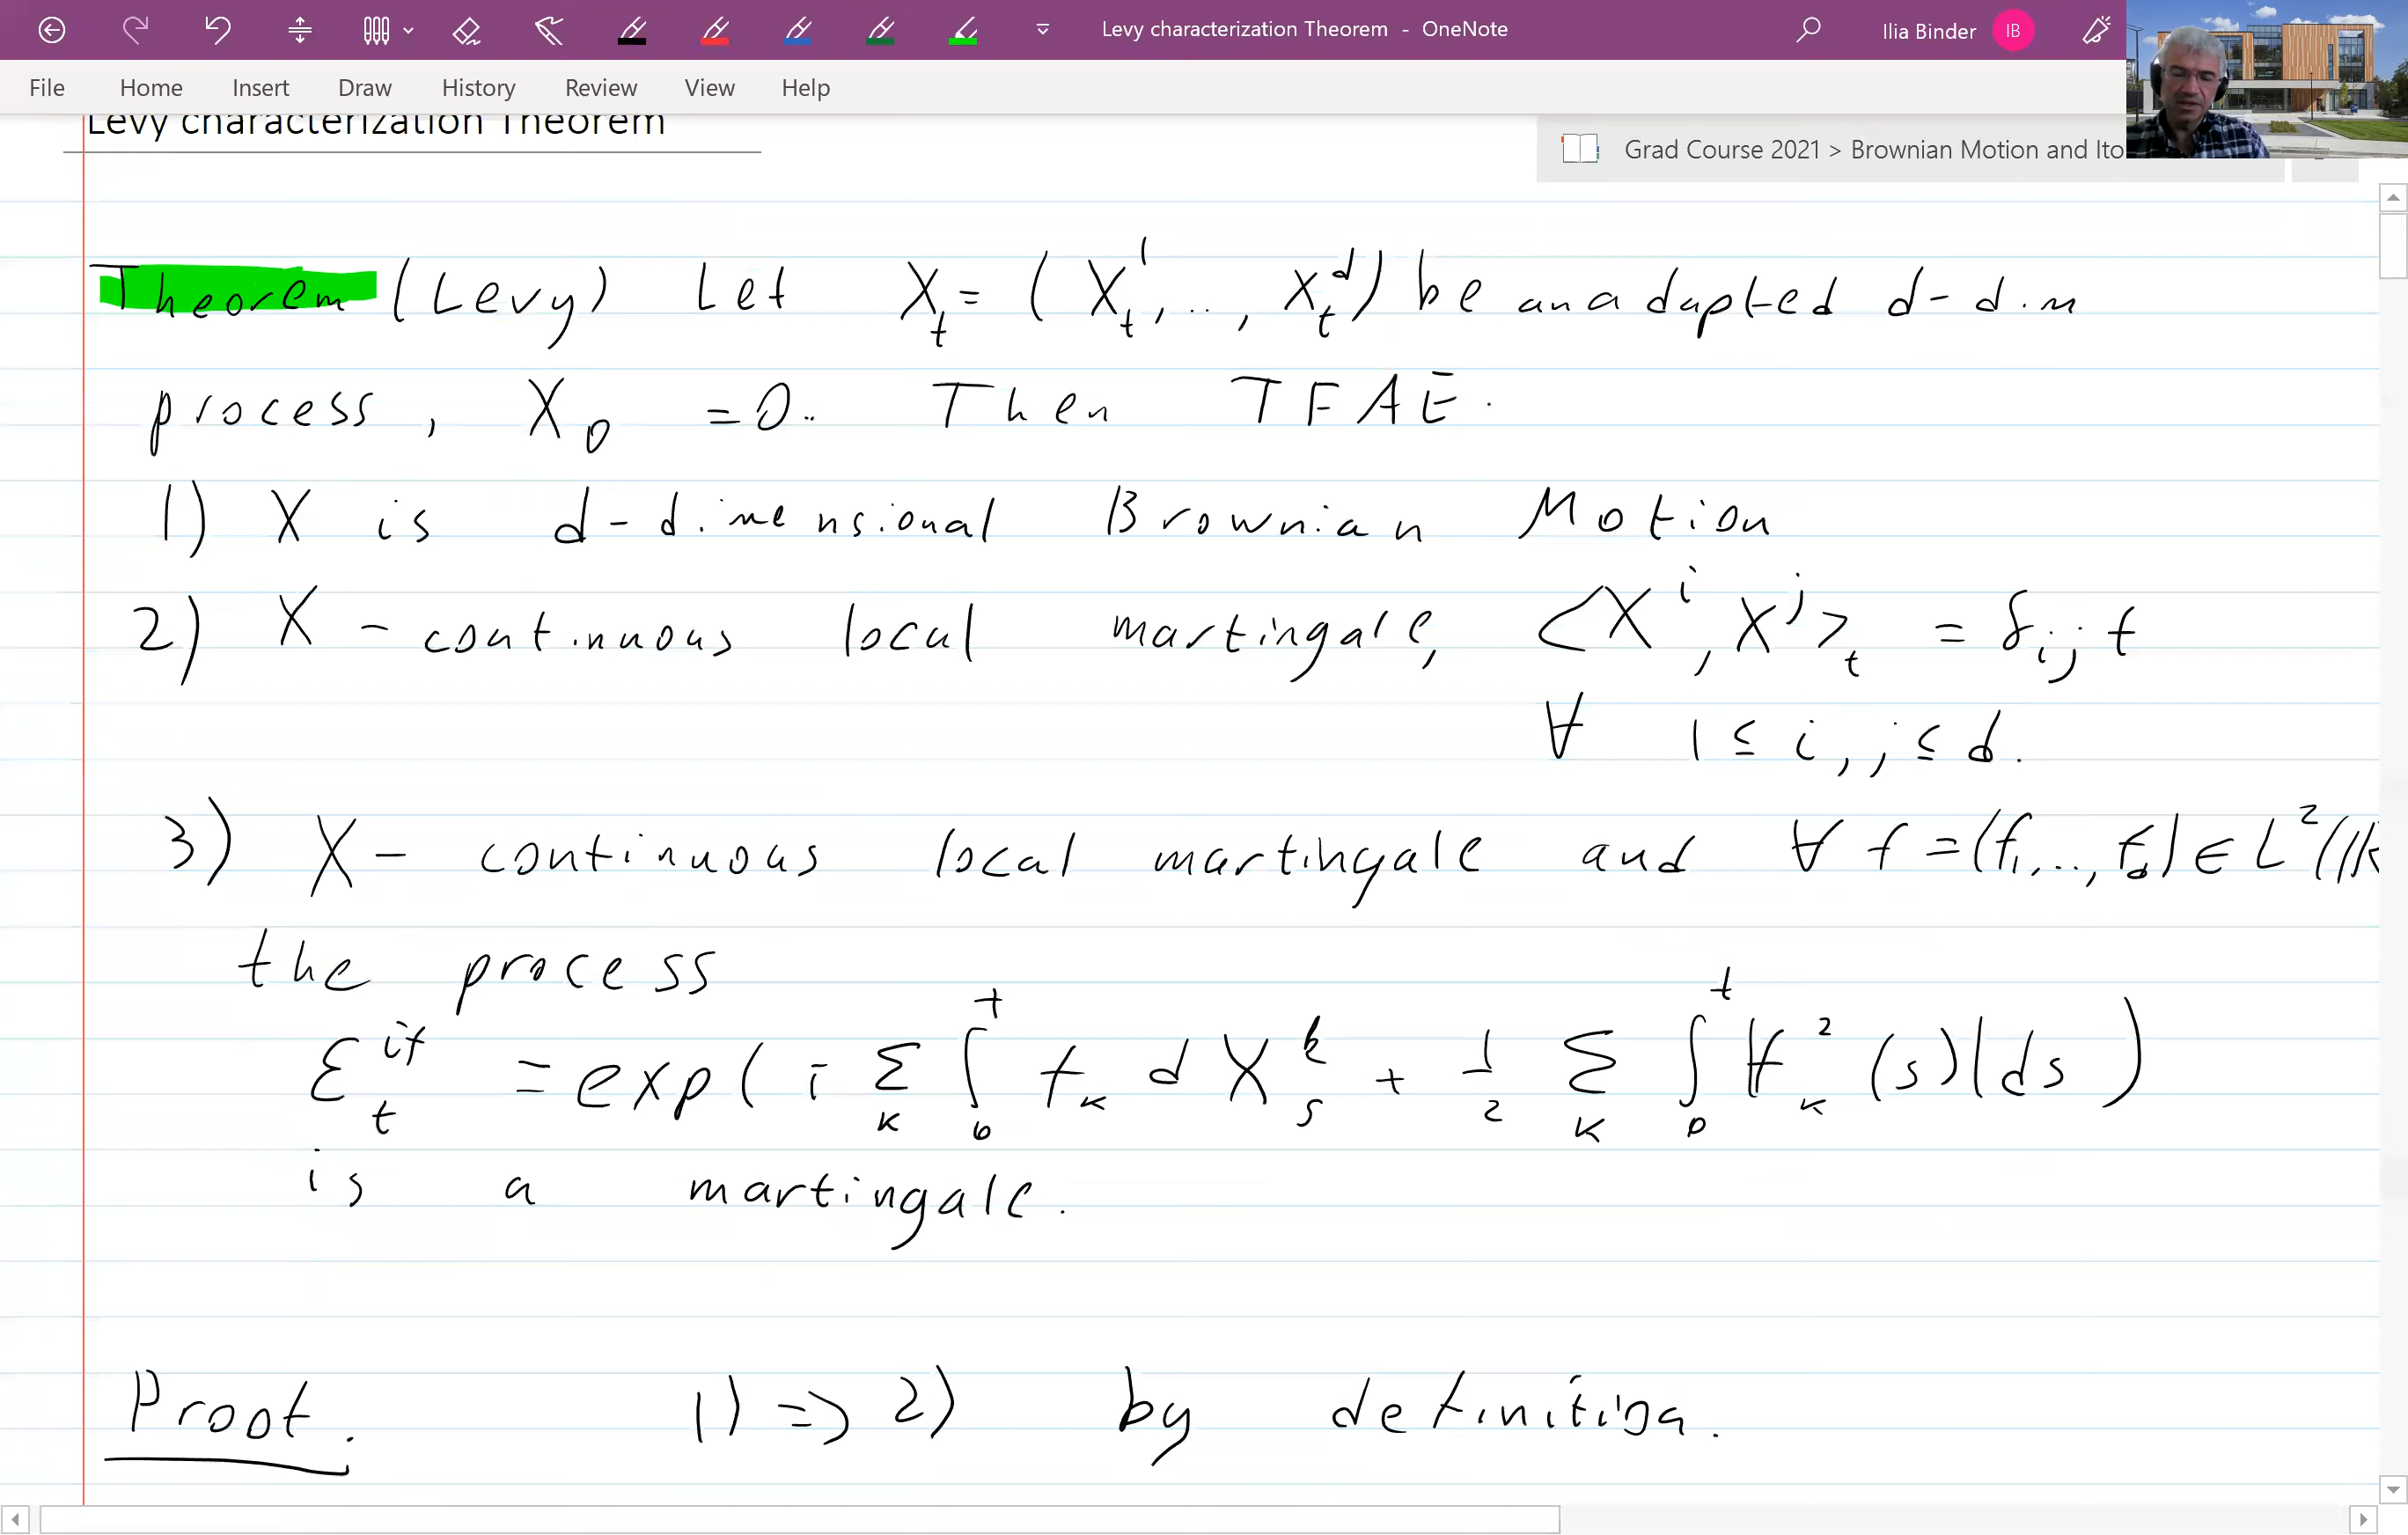 Levy characterization Theorem - OneNote
Ilia Binder IB
File Home Insert Draw History Review View Help
Levy characterization Theorem
Grad Course 2021 > Brownian Motion and Ito
Theorem (Levy) Let X_t = (X_t^1, .., X_t^d) be an adapted d-dim
process, X_0 = 0. Then TFAE.
1) X is d-dimensional Brownian Motion
2) X - continuous local martingale, <X^i, X^j>_t = δ_ij t
∀ 1 ≤ i, j ≤ d.
3) X - continuous local martingale and ∀ f = (f_1, .., f_d) ∈ L^2(
the process
Ɛ_t^{if} = exp( i Σ_k ∫_0^t f_k dX_s^k + 1/2 Σ_k ∫_0^t |f_k^2(s)| ds )
is a martingale.
Proof. 1) => 2) by definition.